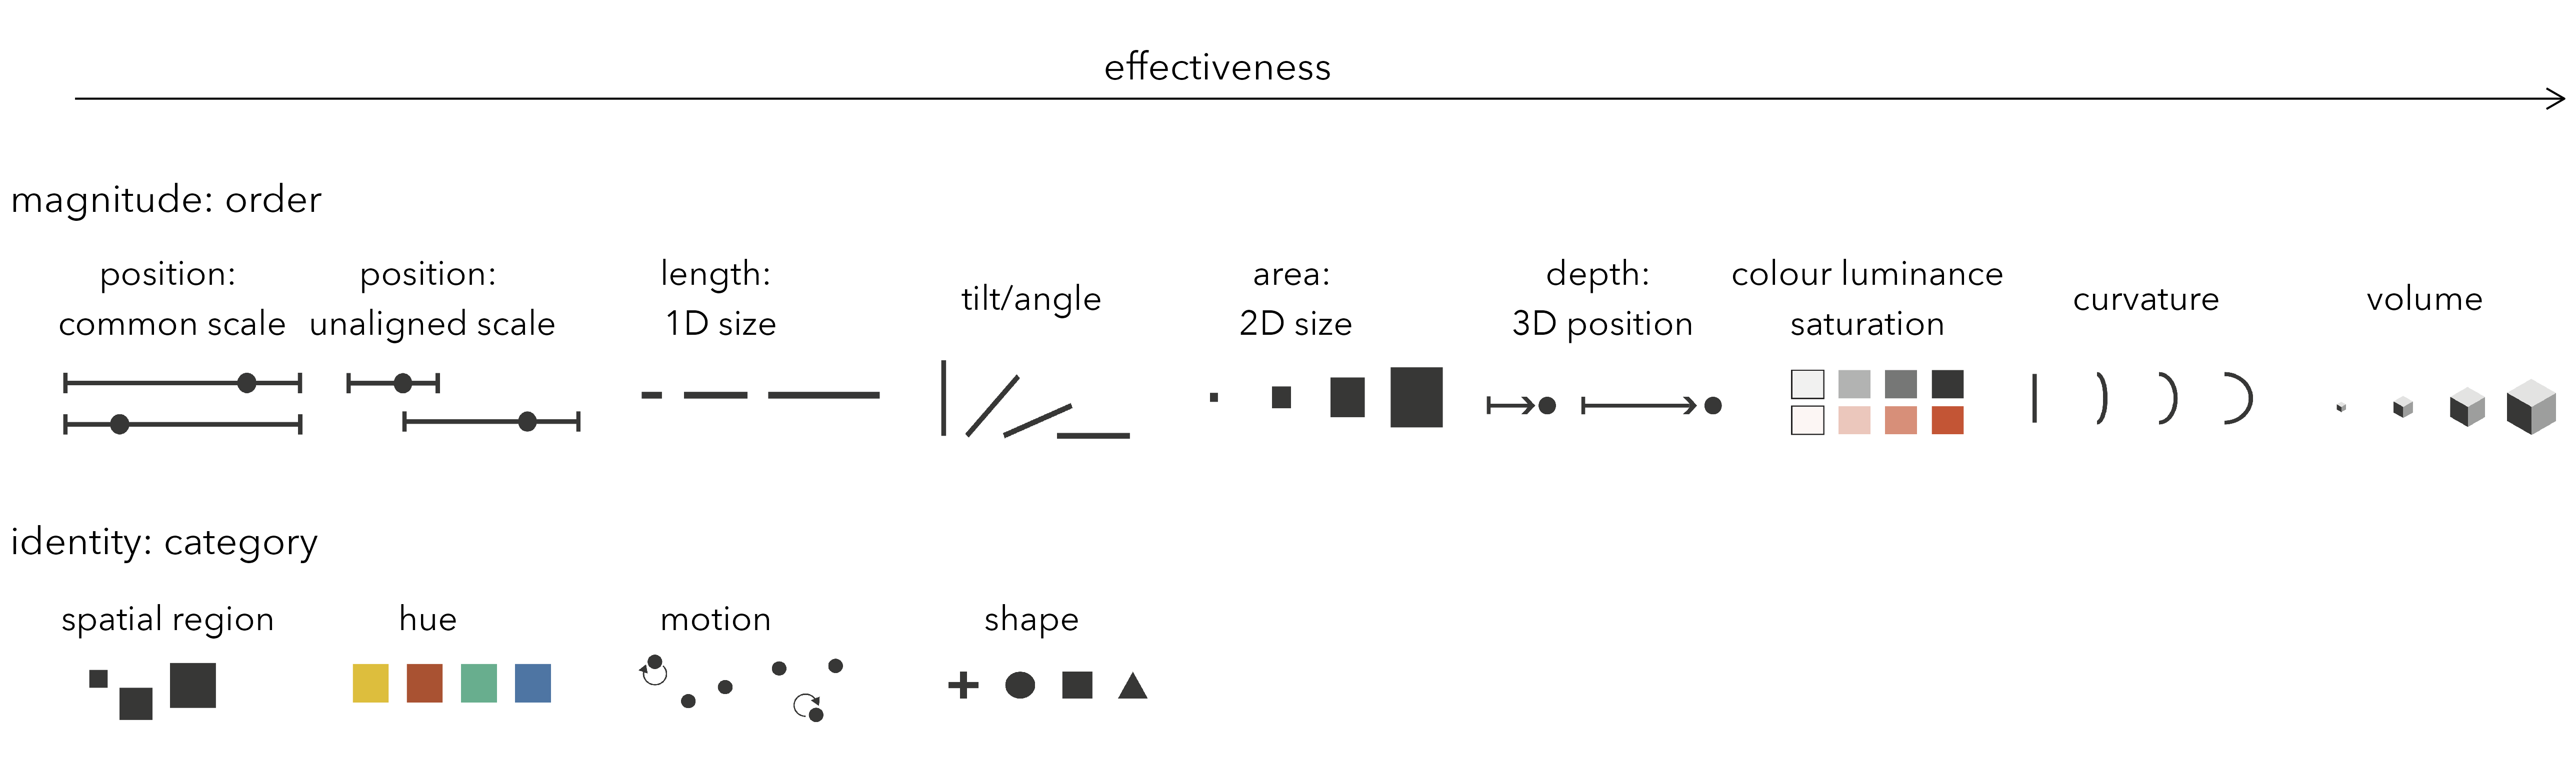 effectiveness
magnitude: order
position:
common scale
position:
unaligned scale
length:
1D size
tilt/angle
area:
2D size
depth:
3D position
colour luminance
saturation
curvature
volume
identity: category
spatial region
hue
motion
shape